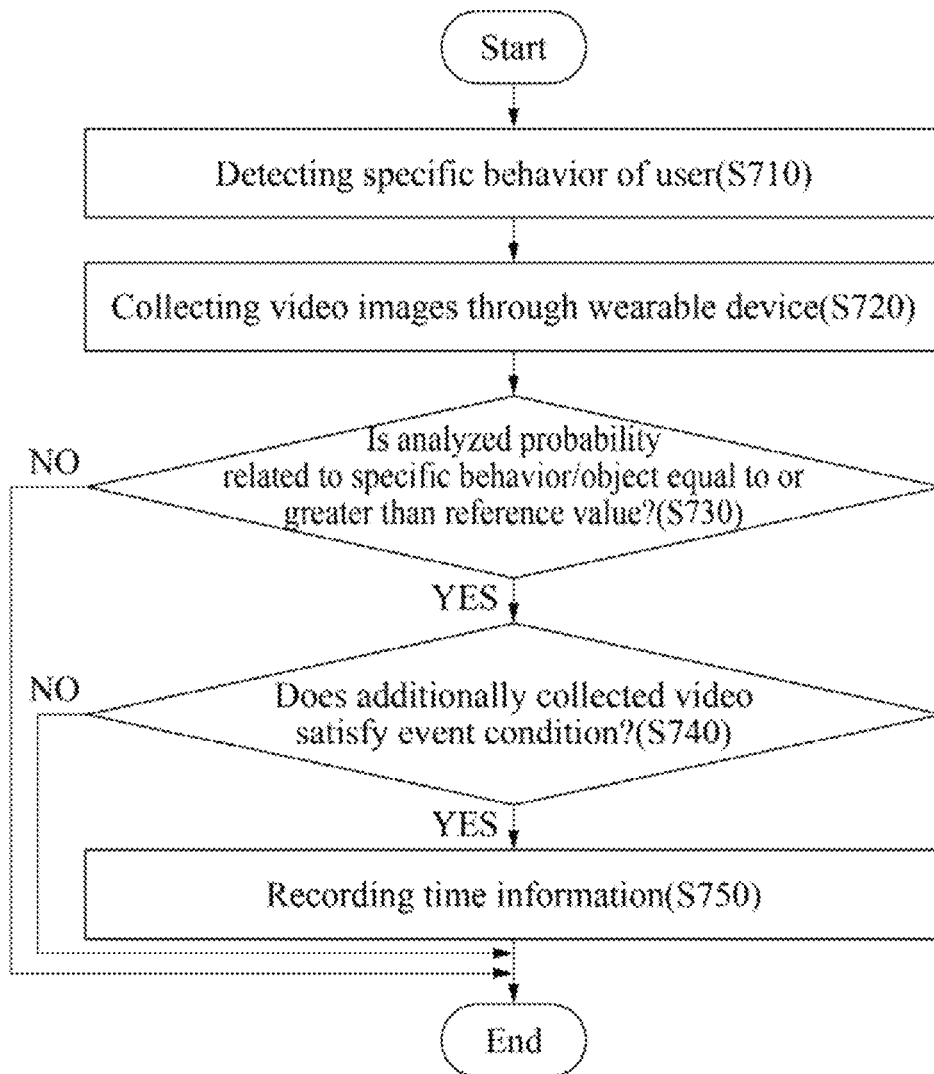 Start
Detecting specific behavior of user(S710)
Collecting video images through wearable device(S720)
Is analyzed probability
related to specific behavior/object equal to or
greater than reference value?(S730)
NO
YES
Does additionally collected video
satisfy event condition?(S740)
NO
YES
Recording time information(S750)
End